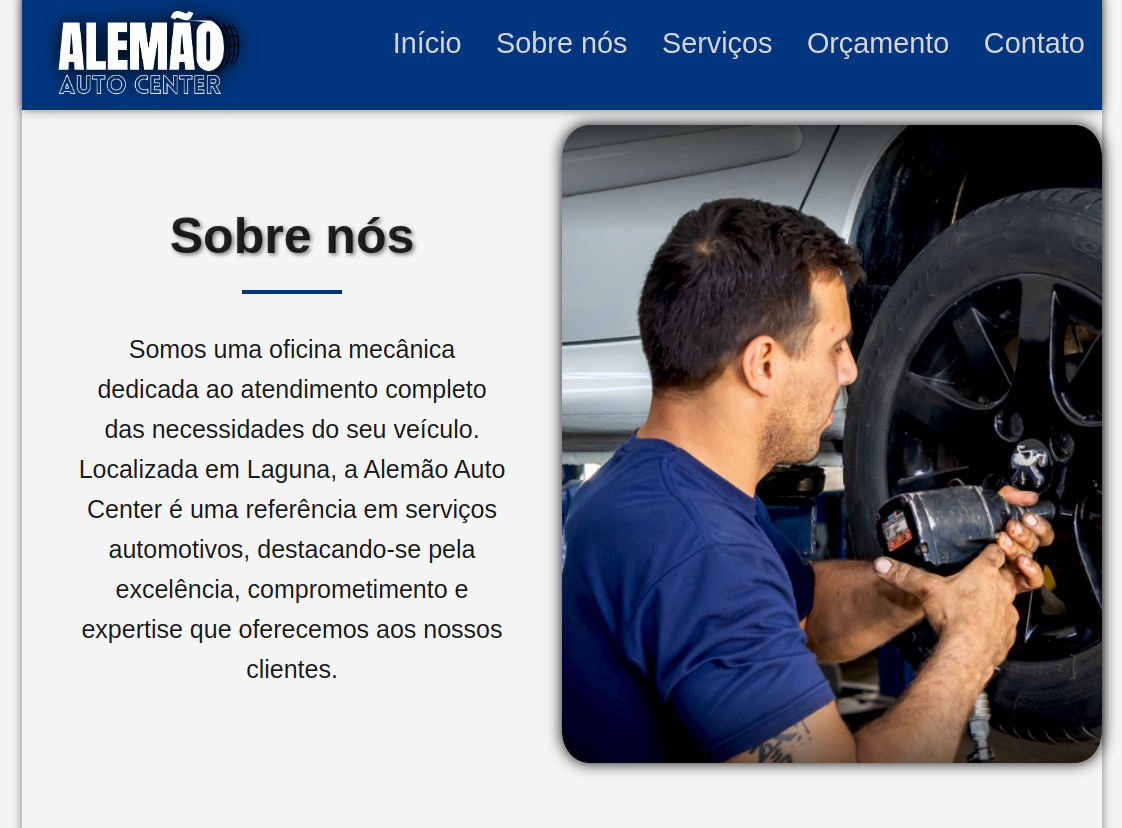 ALEMÃO
AUTO CENTER
Início Sobre nós Serviços Orçamento Contato
Sobre nós
Somos uma oficina mecânica
dedicada ao atendimento completo
das necessidades do seu veículo.
Localizada em Laguna, a Alemão Auto
Center é uma referência em serviços
automotivos, destacando-se pela
excelência, comprometimento e
expertise que oferecemos aos nossos
clientes.